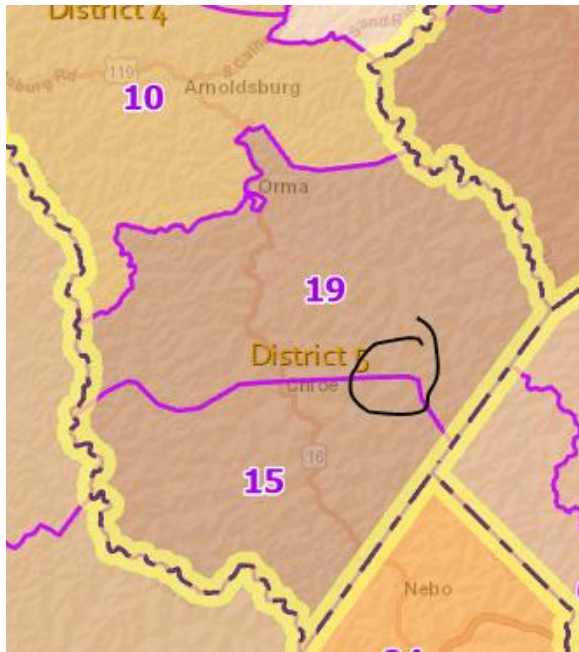 District 4
119
10
Arnoldsburg
Orma
19
District 5
Chloe
16
15
Nebo